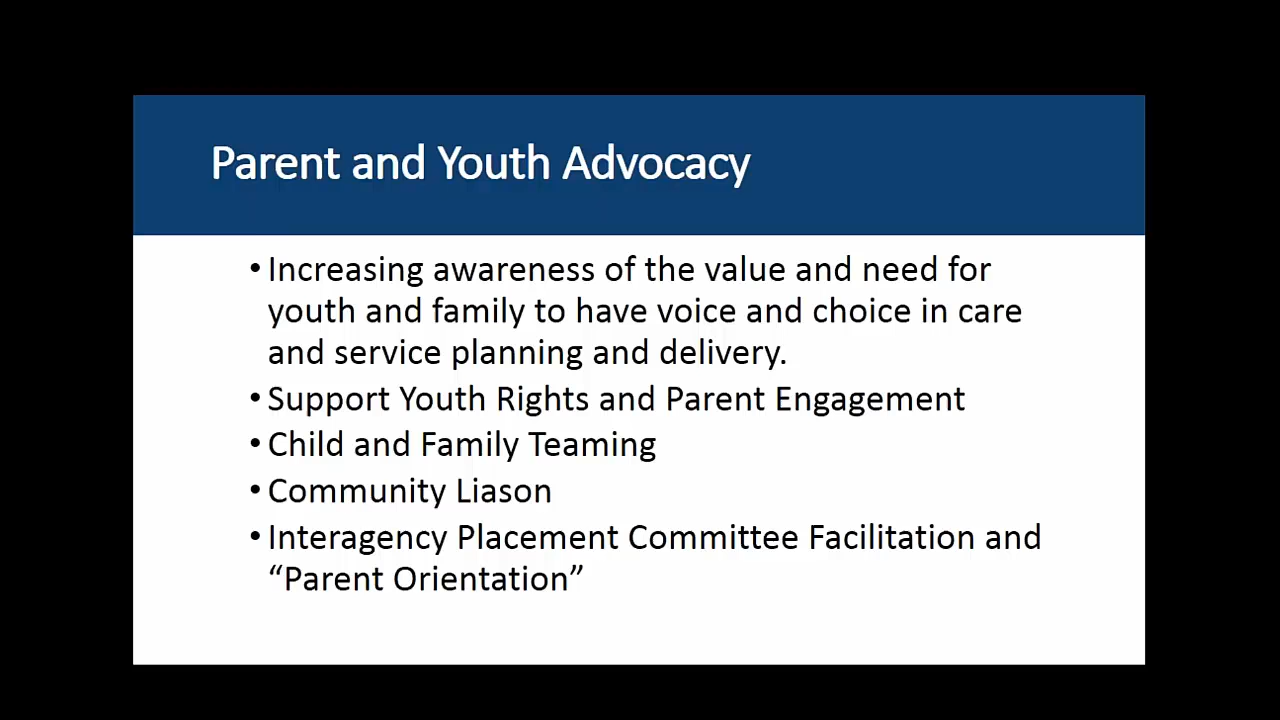 Parent and Youth Advocacy
•Increasing awareness of the value and need for
youth and family to have voice and choice in care
and service planning and delivery.
•Support Youth Rights and Parent Engagement
•Child and Family Teaming
•Community Liason
•Interagency Placement Committee Facilitation and
“Parent Orientation”